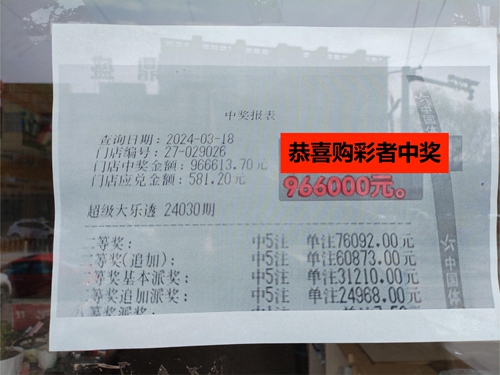 中奖报表
查询日期：2024-03-18
门店编号：27-029026
门店中奖金额：966613.70元
门店应兑金额：581.20元
恭喜购彩者中奖
966000元。
超级大乐透 24030期
二等奖： 中5注 单注76092.00元
二等奖(追加)： 中5注 单注60873.00元
等奖基本派奖： 中5注 单注31210.00元
等奖追加派奖： 中5注 单注24968.00元
中国体